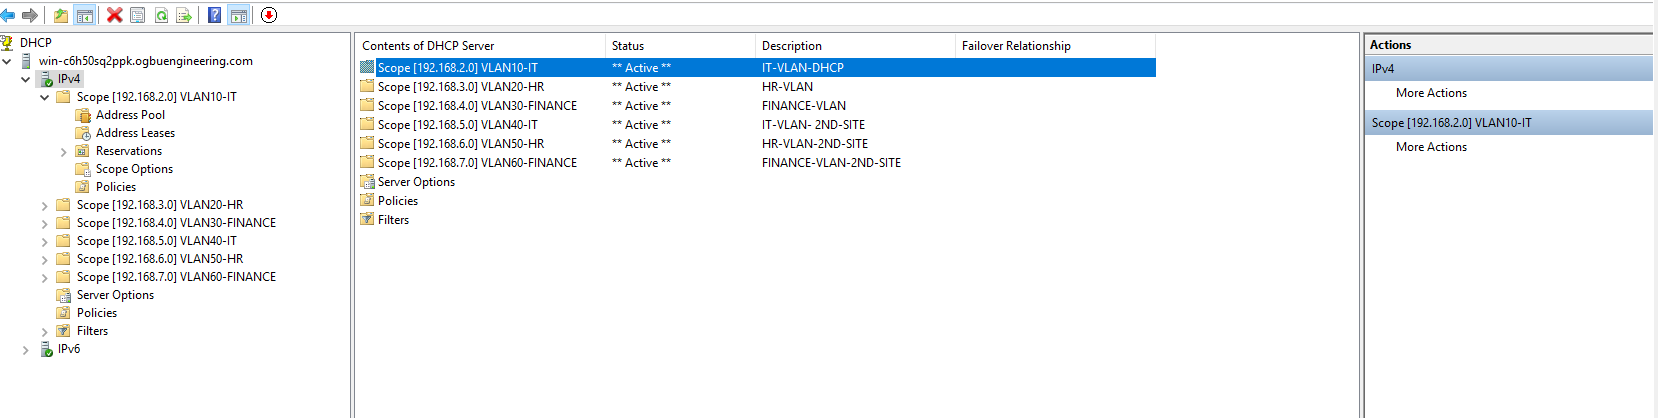 DHCP
win-c6h50sq2ppk.ogbuengineering.com
IPv4
Scope [192.168.2.0] VLAN10-IT
Address Pool
Address Leases
Reservations
Scope Options
Policies
Scope [192.168.3.0] VLAN20-HR
Scope [192.168.4.0] VLAN30-FINANCE
Scope [192.168.5.0] VLAN40-IT
Scope [192.168.6.0] VLAN50-HR
Scope [192.168.7.0] VLAN60-FINANCE
Server Options
Policies
Filters
IPv6
Contents of DHCP Server Status Description Failover Relationship
Scope [192.168.2.0] VLAN10-IT ** Active ** IT-VLAN-DHCP
Scope [192.168.3.0] VLAN20-HR ** Active ** HR-VLAN
Scope [192.168.4.0] VLAN30-FINANCE ** Active ** FINANCE-VLAN
Scope [192.168.5.0] VLAN40-IT ** Active ** IT-VLAN- 2ND-SITE
Scope [192.168.6.0] VLAN50-HR ** Active ** HR-VLAN-2ND-SITE
Scope [192.168.7.0] VLAN60-FINANCE ** Active ** FINANCE-VLAN-2ND-SITE
Server Options
Policies
Filters
Actions
IPv4
More Actions
Scope [192.168.2.0] VLAN10-IT
More Actions